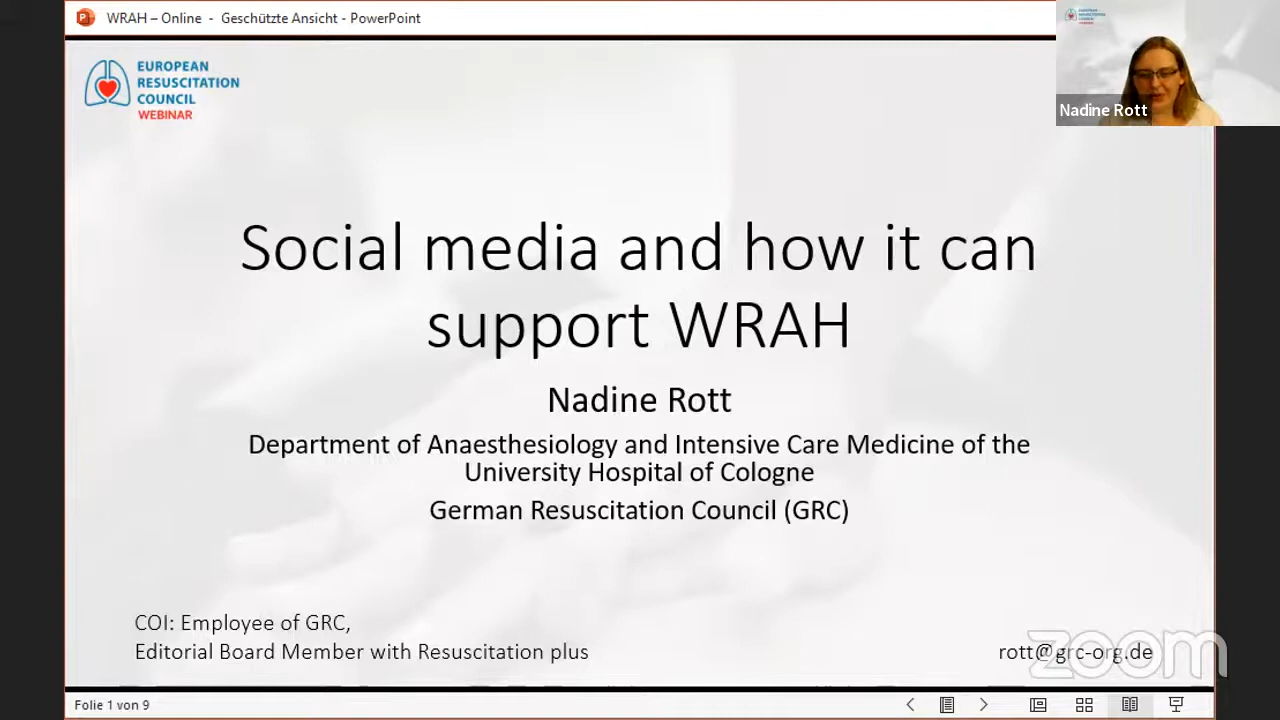 WRAH – Online - Geschützte Ansicht - PowerPoint
EUROPEAN
RESUSCITATION
COUNCIL
WEBINAR
Nadine Rott
Social media and how it can
support WRAH
Nadine Rott
Department of Anaesthesiology and Intensive Care Medicine of the
University Hospital of Cologne
German Resuscitation Council (GRC)
COI: Employee of GRC,
Editorial Board Member with Resuscitation plus
rott@grc-org.de
zoom
Folie 1 von 9